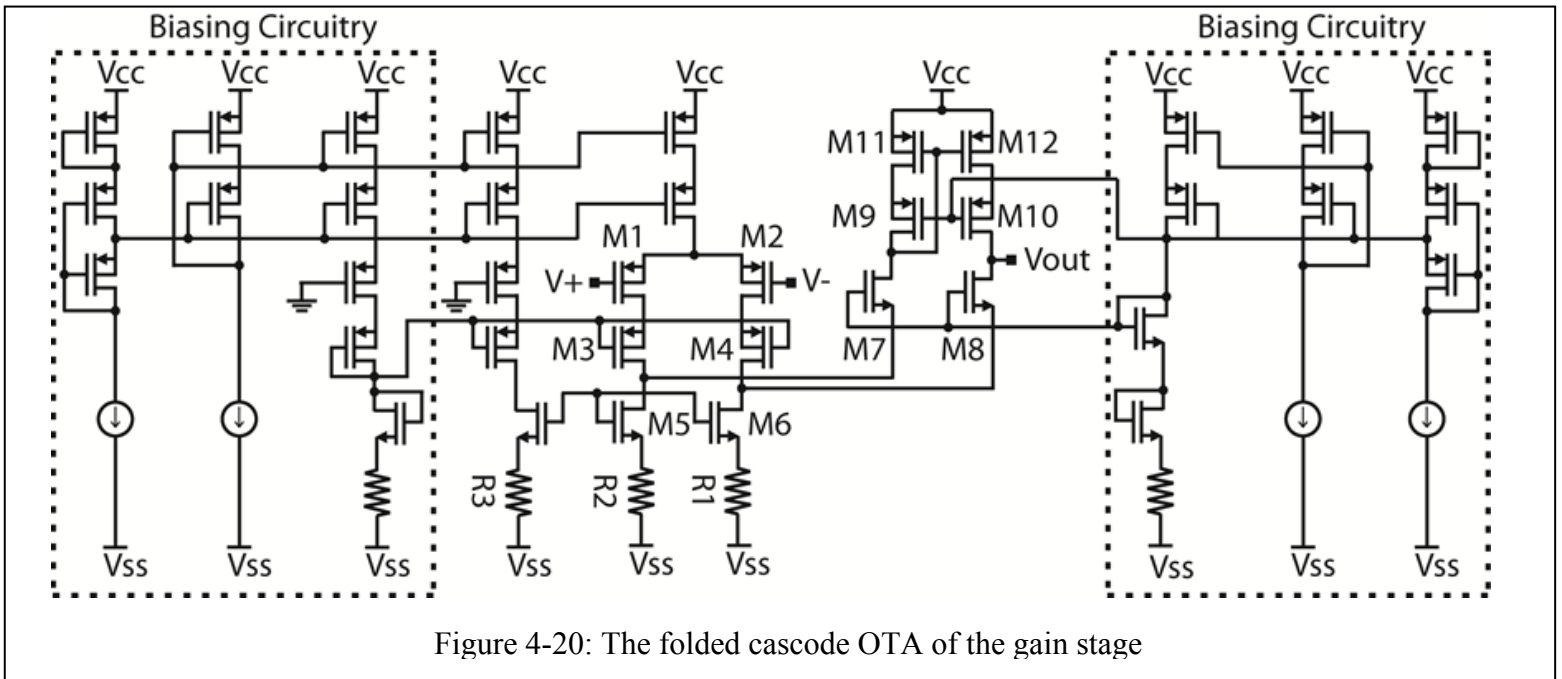 Biasing Circuitry
Biasing Circuitry
Vcc Vcc Vcc Vcc Vcc Vcc Vcc Vcc Vcc
M11 M12
M9 M10
M1 M2
V+ V- Vout
M3 M4 M7 M8
M5 M6
R3 R2 R1
Vss Vss Vss Vss Vss Vss Vss Vss Vss
Figure 4-20: The folded cascode OTA of the gain stage